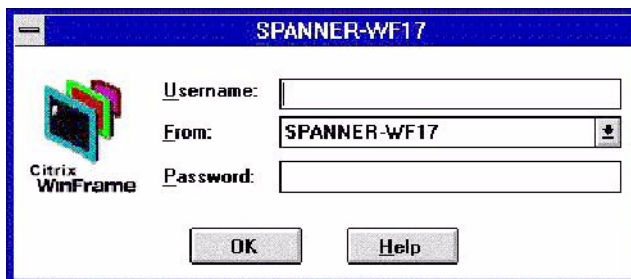 SPANNER-WF17
Username:
From: SPANNER-WF17
Citrix
WinFrame
Password:
OK Help